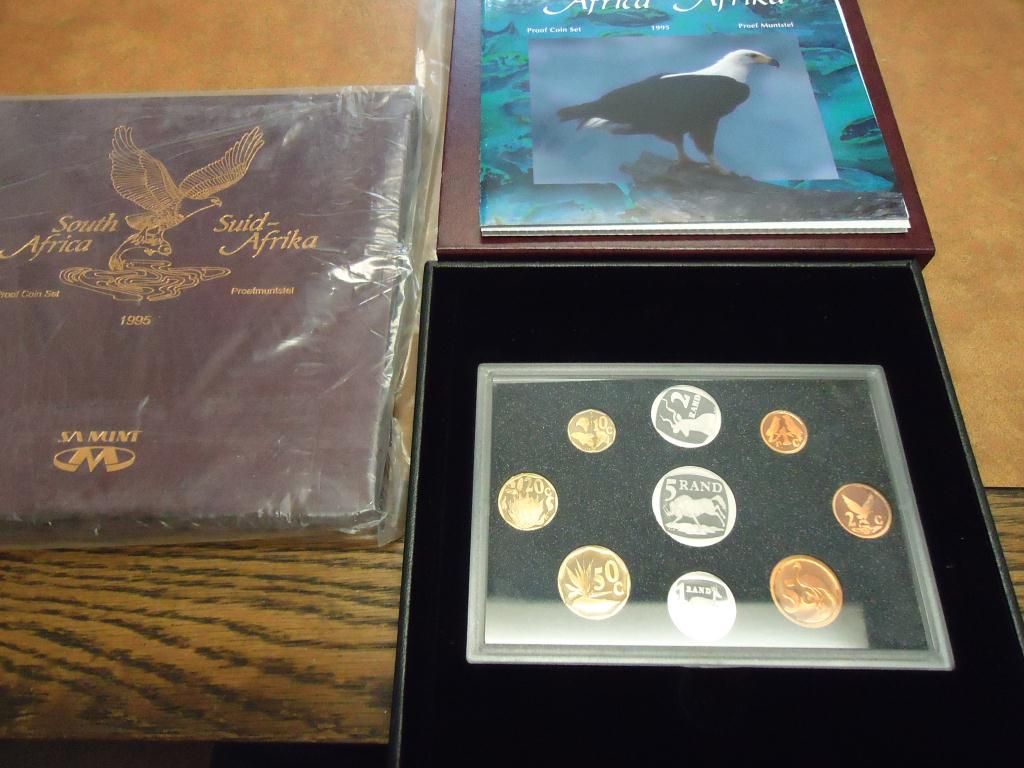 South
Africa
Suid-
Afrika
Proof Coin Set
Proefmuntstel
1995
SA MINT
Africa Afrika
Proof Coin Set 1995 Proef Muntstel
10c
2
RAND
c
20c
5 RAND
2c
50c
RAND
5c